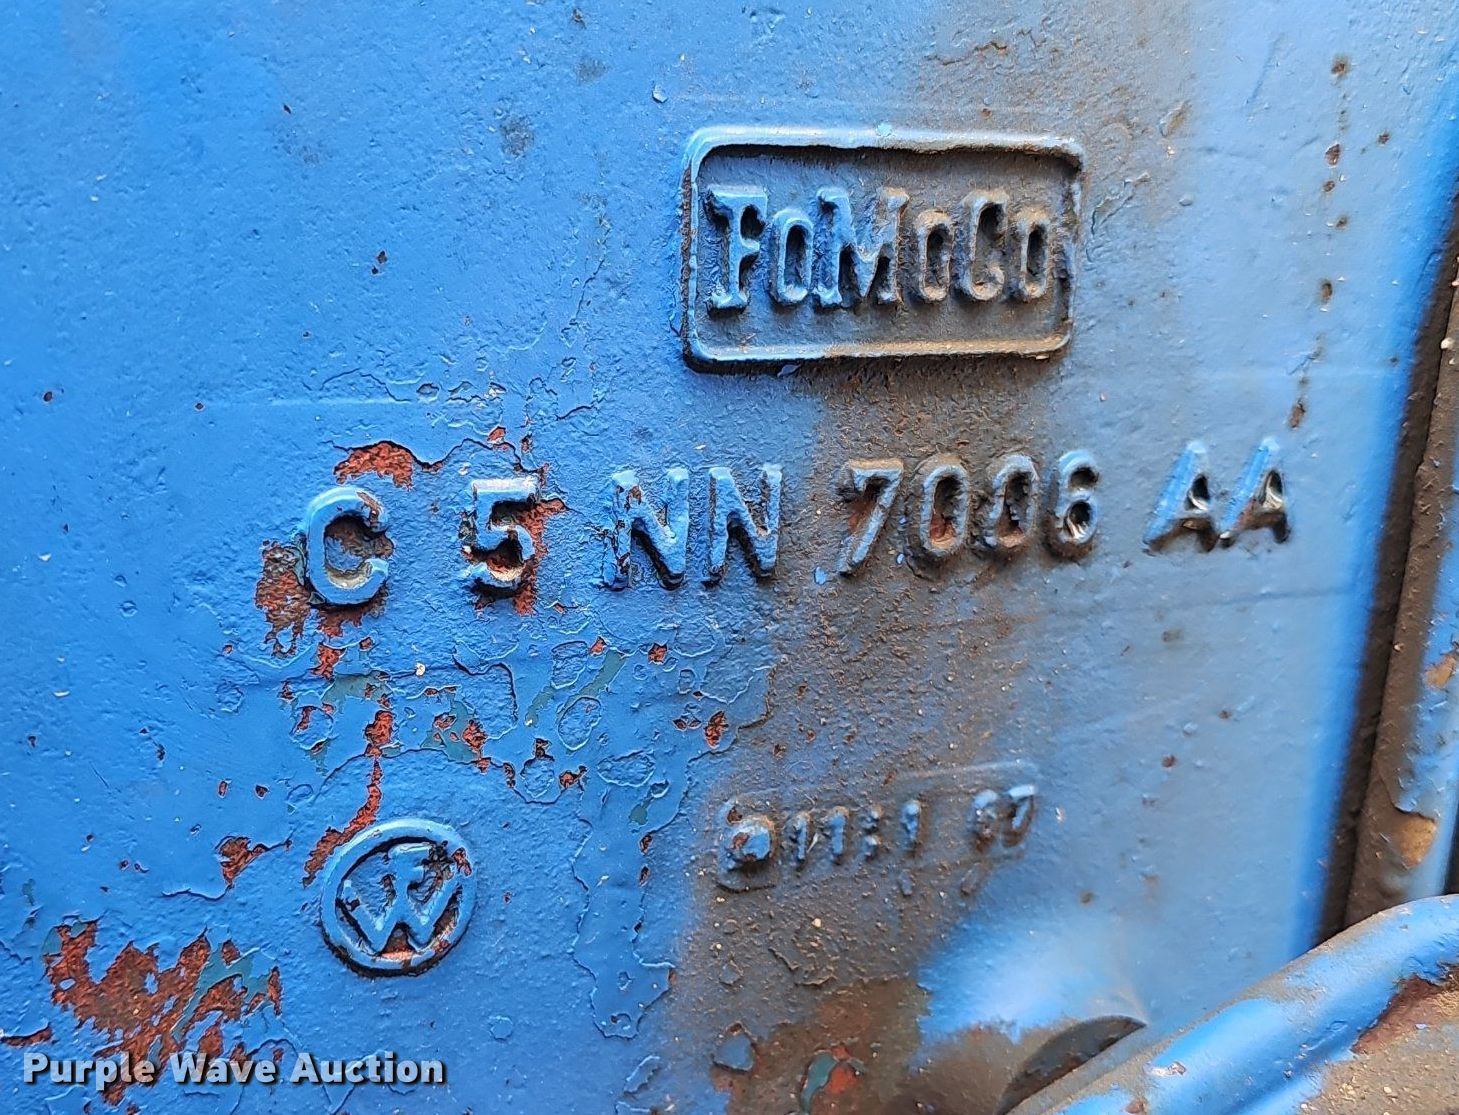 FoMoCo
C 5 NN 7006 AA
W
Purple Wave Auction